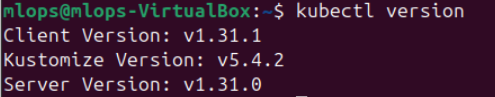 mlops@mlops-VirtualBox:~$ kubectl version
Client Version: v1.31.1
Kustomize Version: v5.4.2
Server Version: v1.31.0